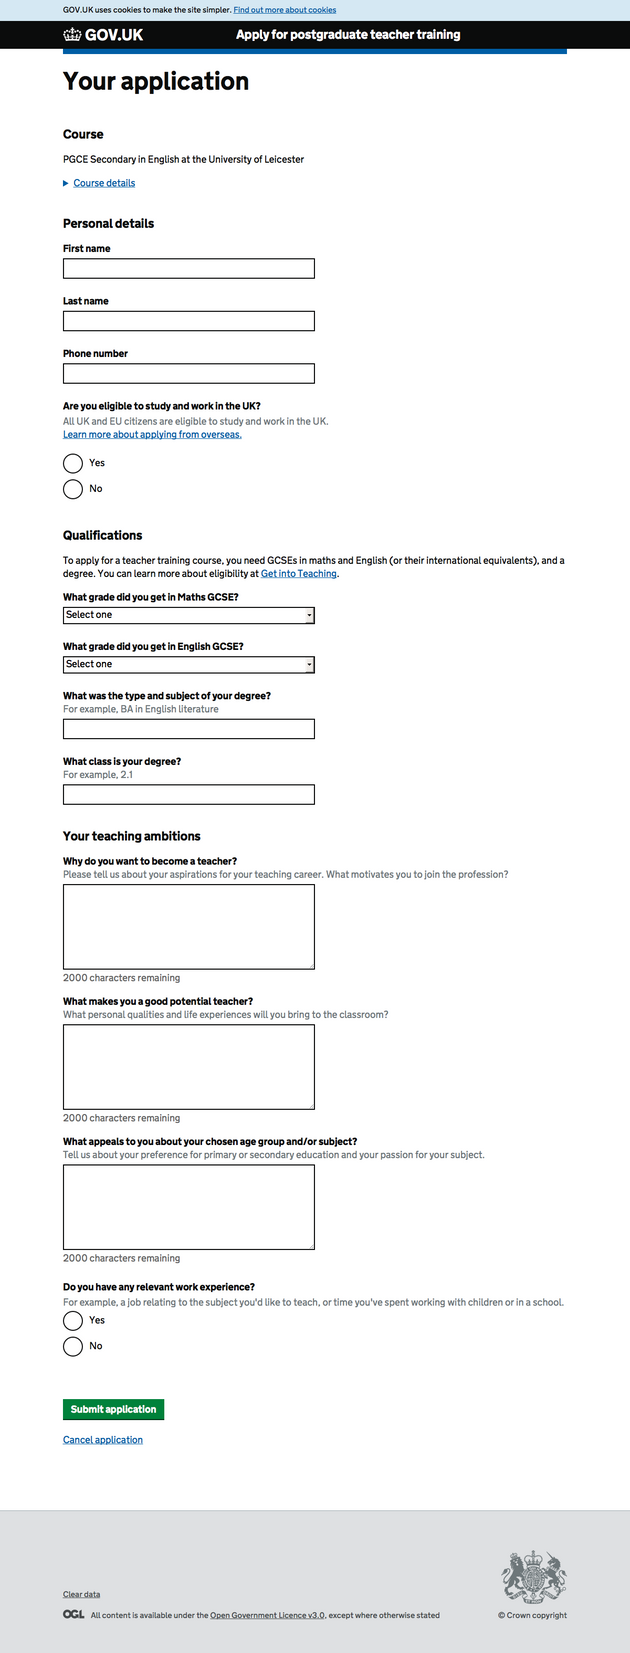 GOV.UK uses cookies to make the site simpler. Find out more about cookies
GOV.UK Apply for postgraduate teacher training
Your application
Course
PGCE Secondary in English at the University of Leicester
Course details
Personal details
First name
Last name
Phone number
Are you eligible to study and work in the UK?
All UK and EU citizens are eligible to study and work in the UK.
Learn more about applying from overseas.
Yes
No
Qualifications
To apply for a teacher training course, you need GCSEs in maths and English (or their international equivalents), and a
degree. You can learn more about eligibility at Get into Teaching.
What grade did you get in Maths GCSE?
Select one
What grade did you get in English GCSE?
Select one
What was the type and subject of your degree?
For example, BA in English literature
What class is your degree?
For example, 2.1
Your teaching ambitions
Why do you want to become a teacher?
Please tell us about your aspirations for your teaching career. What motivates you to join the profession?
2000 characters remaining
What makes you a good potential teacher?
What personal qualities and life experiences will you bring to the classroom?
2000 characters remaining
What appeals to you about your chosen age group and/or subject?
Tell us about your preference for primary or secondary education and your passion for your subject.
2000 characters remaining
Do you have any relevant work experience?
For example, a job relating to the subject you'd like to teach, or time you've spent working with children or in a school.
Yes
No
Submit application
Cancel application
Clear data
OGL All content is available under the Open Government Licence v3.0, except where otherwise stated
© Crown copyright